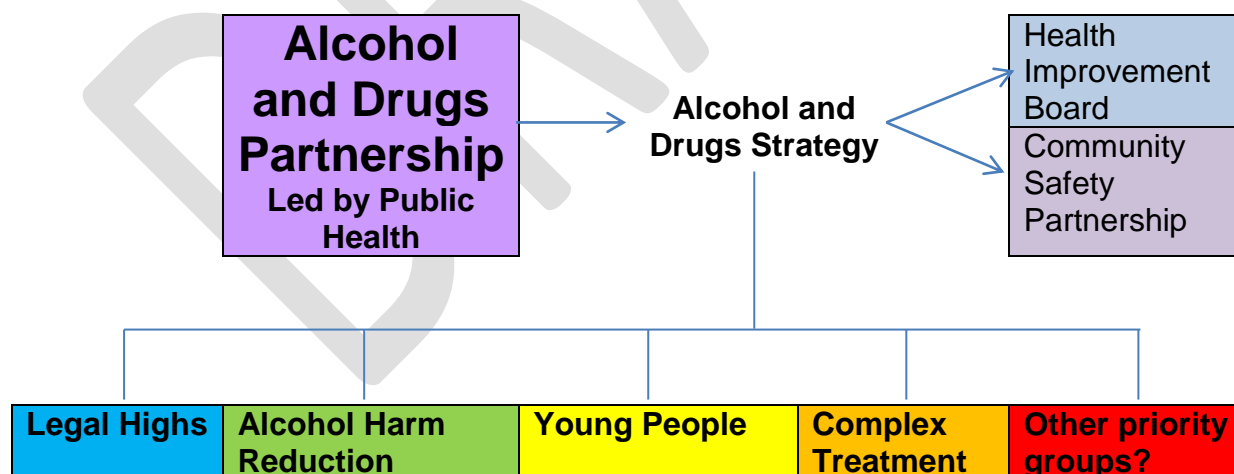 Alcohol
and Drugs
Partnership
Led by Public
Health
Alcohol and
Drugs Strategy
Health
Improvement
Board
Community
Safety
Partnership
Legal Highs
Alcohol Harm
Reduction
Young People
Complex
Treatment
Other priority
groups?